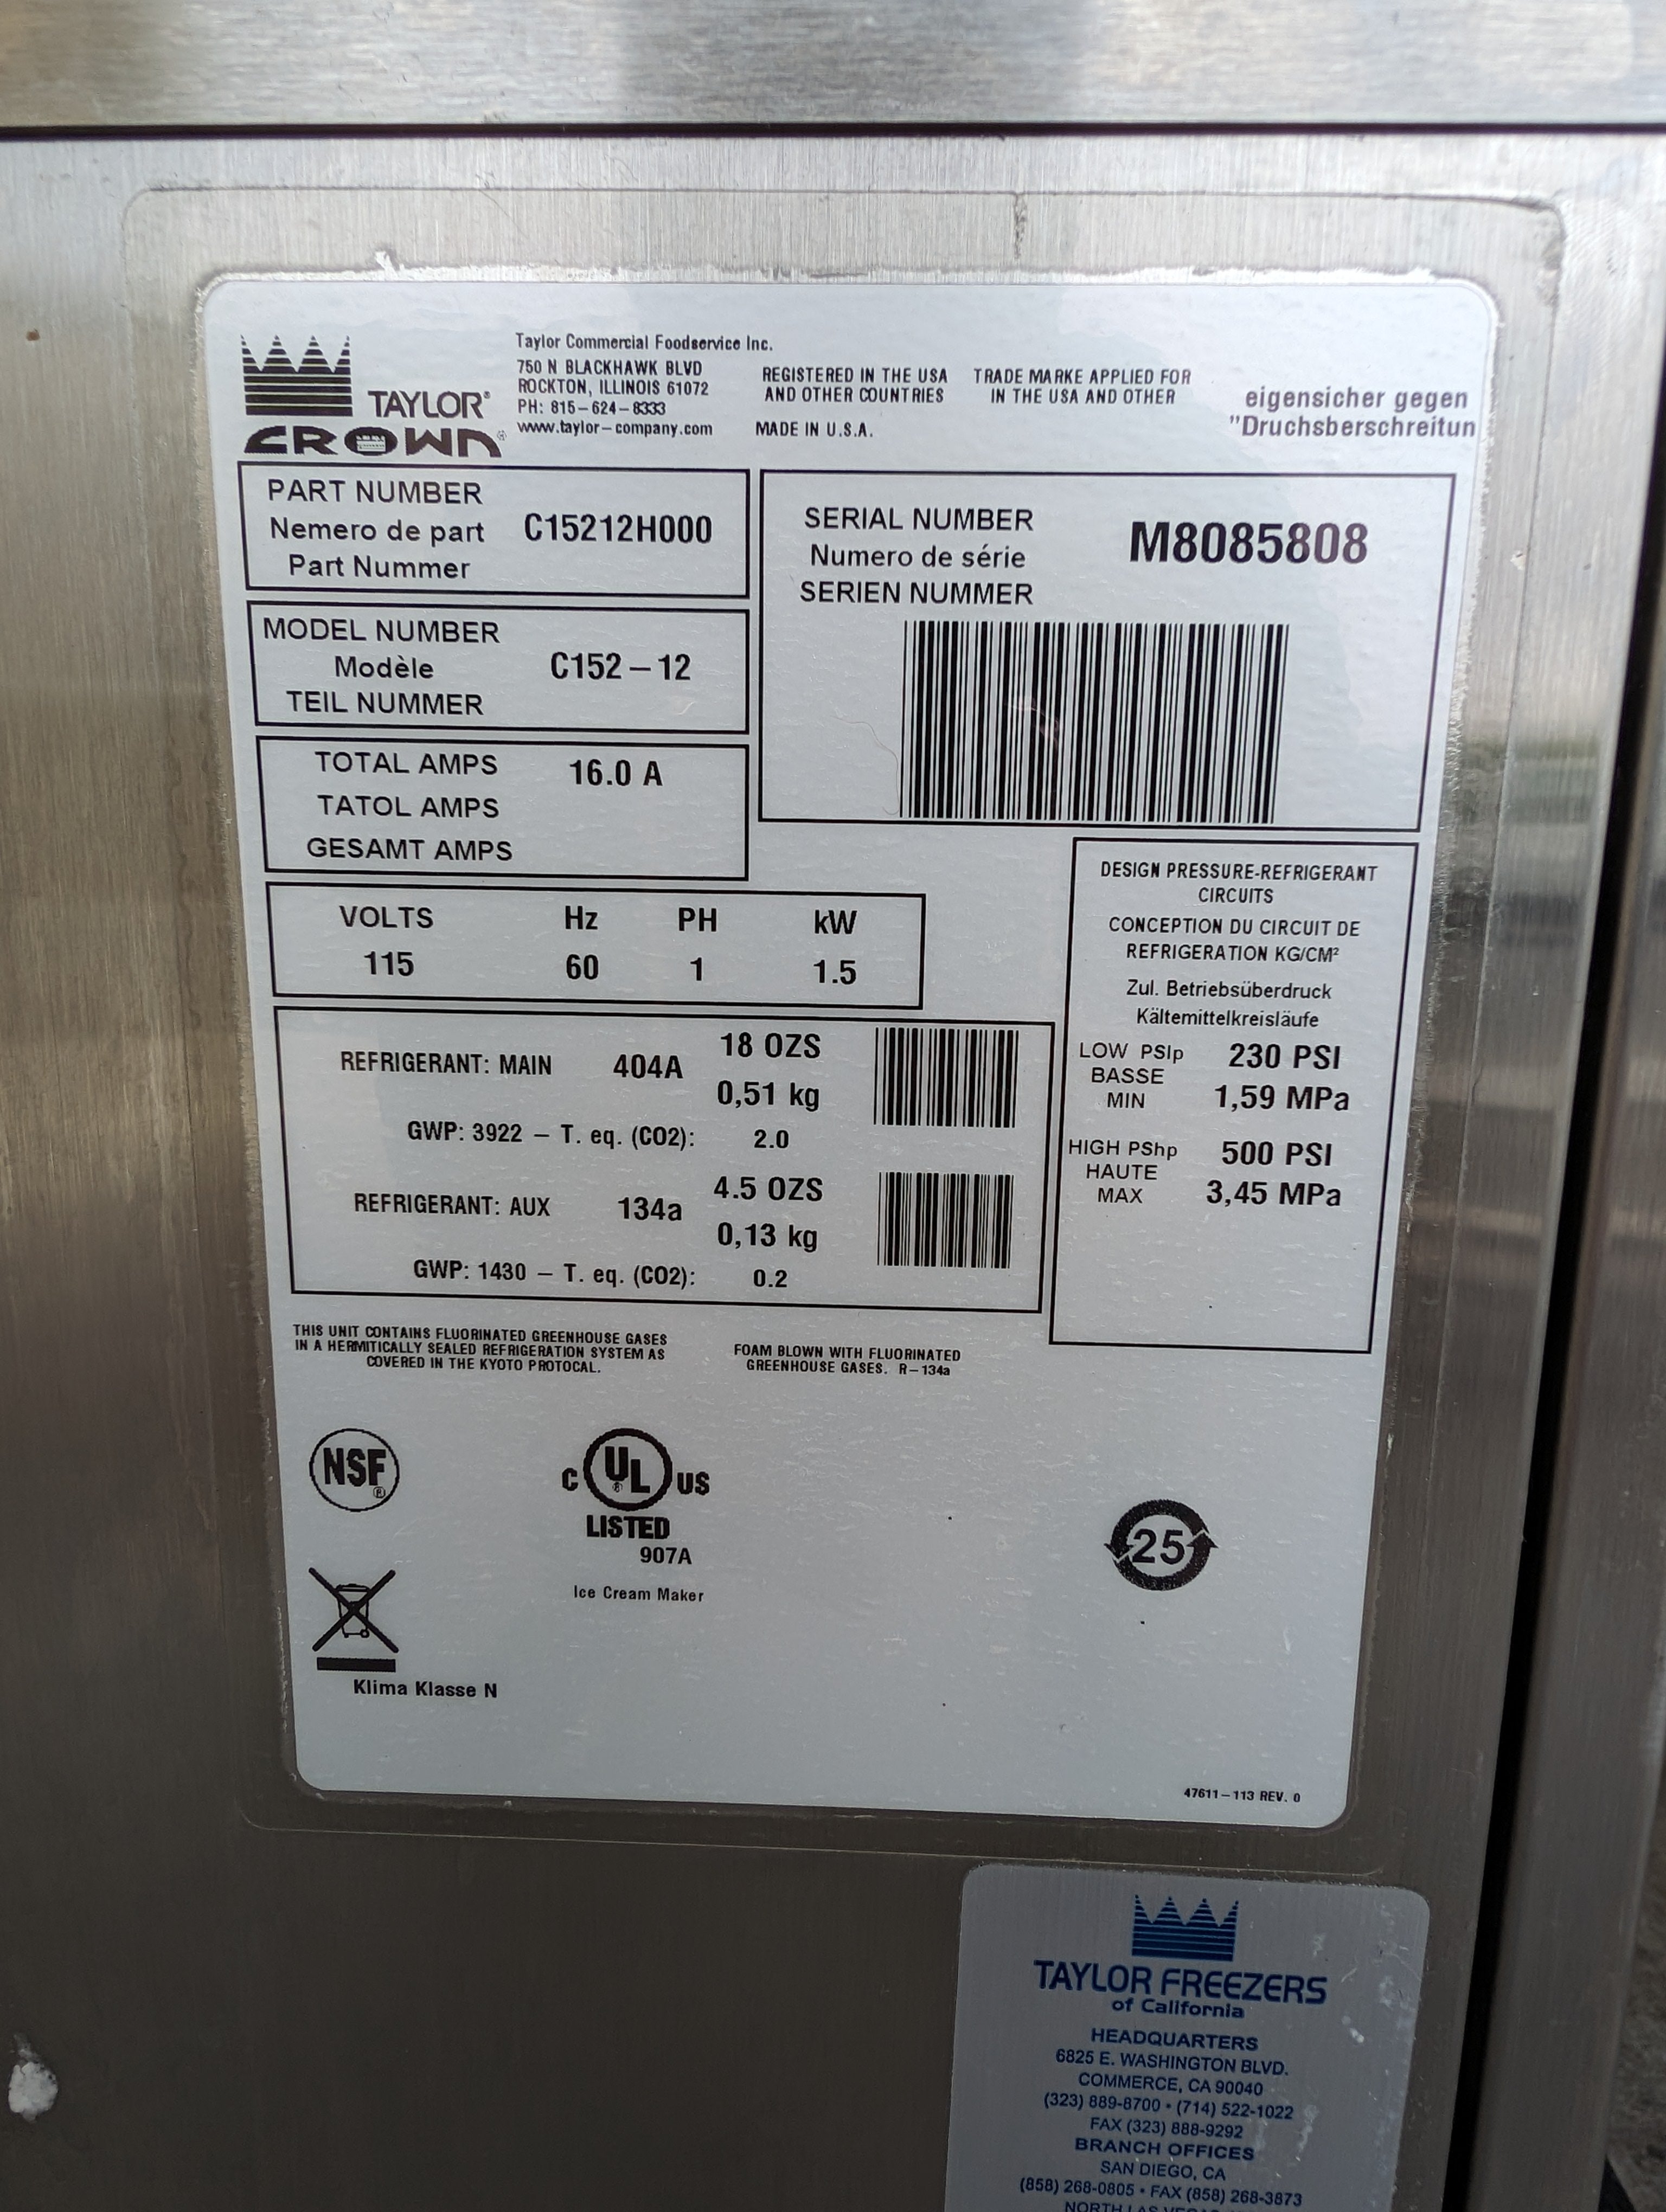 TAYLOR®
CROWN®
Taylor Commercial Foodservice Inc.
750 N BLACKHAWK BLVD
ROCKTON, ILLINOIS 61072
PH: 815-624-8333
www.taylor-company.com
REGISTERED IN THE USA
AND OTHER COUNTRIES
MADE IN U.S.A.
TRADE MARKE APPLIED FOR
IN THE USA AND OTHER
eigensicher gegen
"Druchsberschreitun
PART NUMBER
Nemero de part
Part Nummer
C15212H000
SERIAL NUMBER
Numero de série
SERIEN NUMMER
M8085808
MODEL NUMBER
Modèle
TEIL NUMMER
C152-12
TOTAL AMPS 16.0 A
TATOL AMPS
GESAMT AMPS
VOLTS Hz PH kW
115 60 1 1.5
REFRIGERANT: MAIN 404A 18 OZS
0,51 kg
GWP: 3922 - T. eq. (CO2): 2.0
REFRIGERANT: AUX 134a 4.5 OZS
0,13 kg
GWP: 1430 - T. eq. (CO2): 0.2
DESIGN PRESSURE-REFRIGERANT
CIRCUITS
CONCEPTION DU CIRCUIT DE
REFRIGERATION KG/CM²
Zul. Betriebsüberdruck
Kältemittelkreisläufe
LOW PSIp 230 PSI
BASSE
MIN 1,59 MPa
HIGH PShp 500 PSI
HAUTE
MAX 3,45 MPa
THIS UNIT CONTAINS FLUORINATED GREENHOUSE GASES
IN A HERMITICALLY SEALED REFRIGERATION SYSTEM AS
COVERED IN THE KYOTO PROTOCAL.
FOAM BLOWN WITH FLUORINATED
GREENHOUSE GASES. R-134a
NSF®
C UL® US
LISTED
907A
Ice Cream Maker
25
Klima Klasse N
47611-113 REV. 0
TAYLOR FREEZERS
of California
HEADQUARTERS
6825 E. WASHINGTON BLVD.
COMMERCE, CA 90040
(323) 889-8700 • (714) 522-1022
FAX (323) 888-9292
BRANCH OFFICES
SAN DIEGO, CA
(858) 268-0805 • FAX (858) 268-3873
NORTH LAS VEGAS